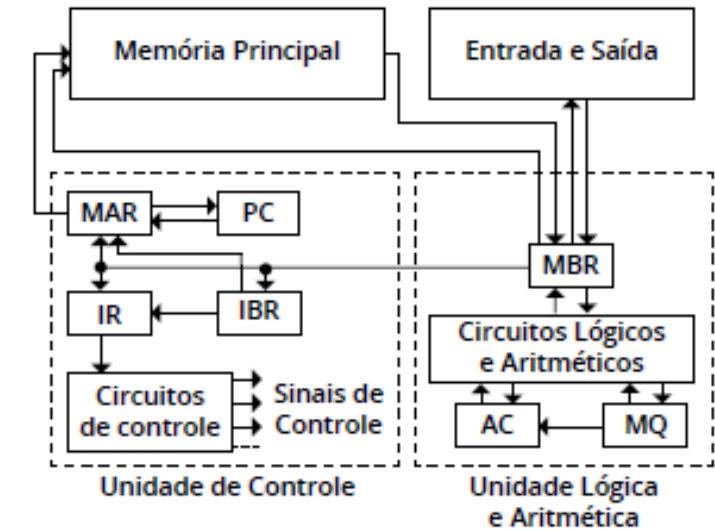 Memória Principal
Entrada e Saída
MAR
PC
IR
IBR
Circuitos
de controle
Sinais de
Controle
Unidade de Controle
MBR
Circuitos Lógicos
e Aritméticos
AC
MQ
Unidade Lógica
e Aritmética